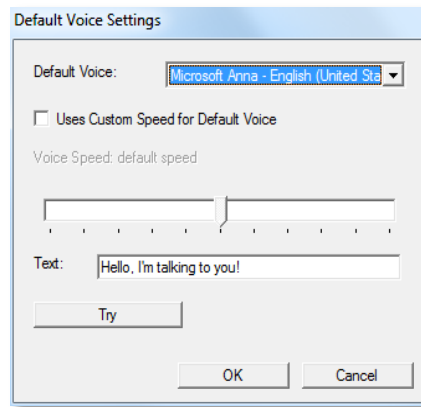 Default Voice Settings
Default Voice: Microsoft Anna - English (United Sta
Uses Custom Speed for Default Voice
Voice Speed: default speed
Text: Hello, I'm talking to you!
Try
OK Cancel